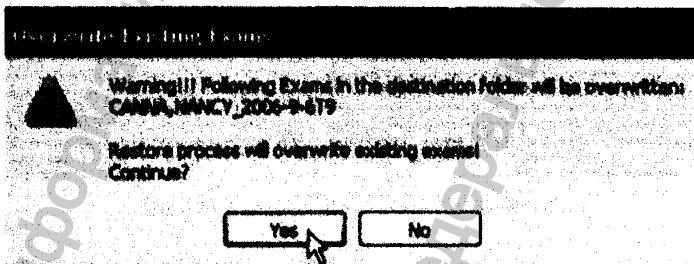 Overwrite Existing Exams
Warning!!! Following Exams in the destination folder will be overwritten:
CANNA,NANCY_2006-9-6T9
Restore process will overwrite existing exams!
Continue?
Yes No